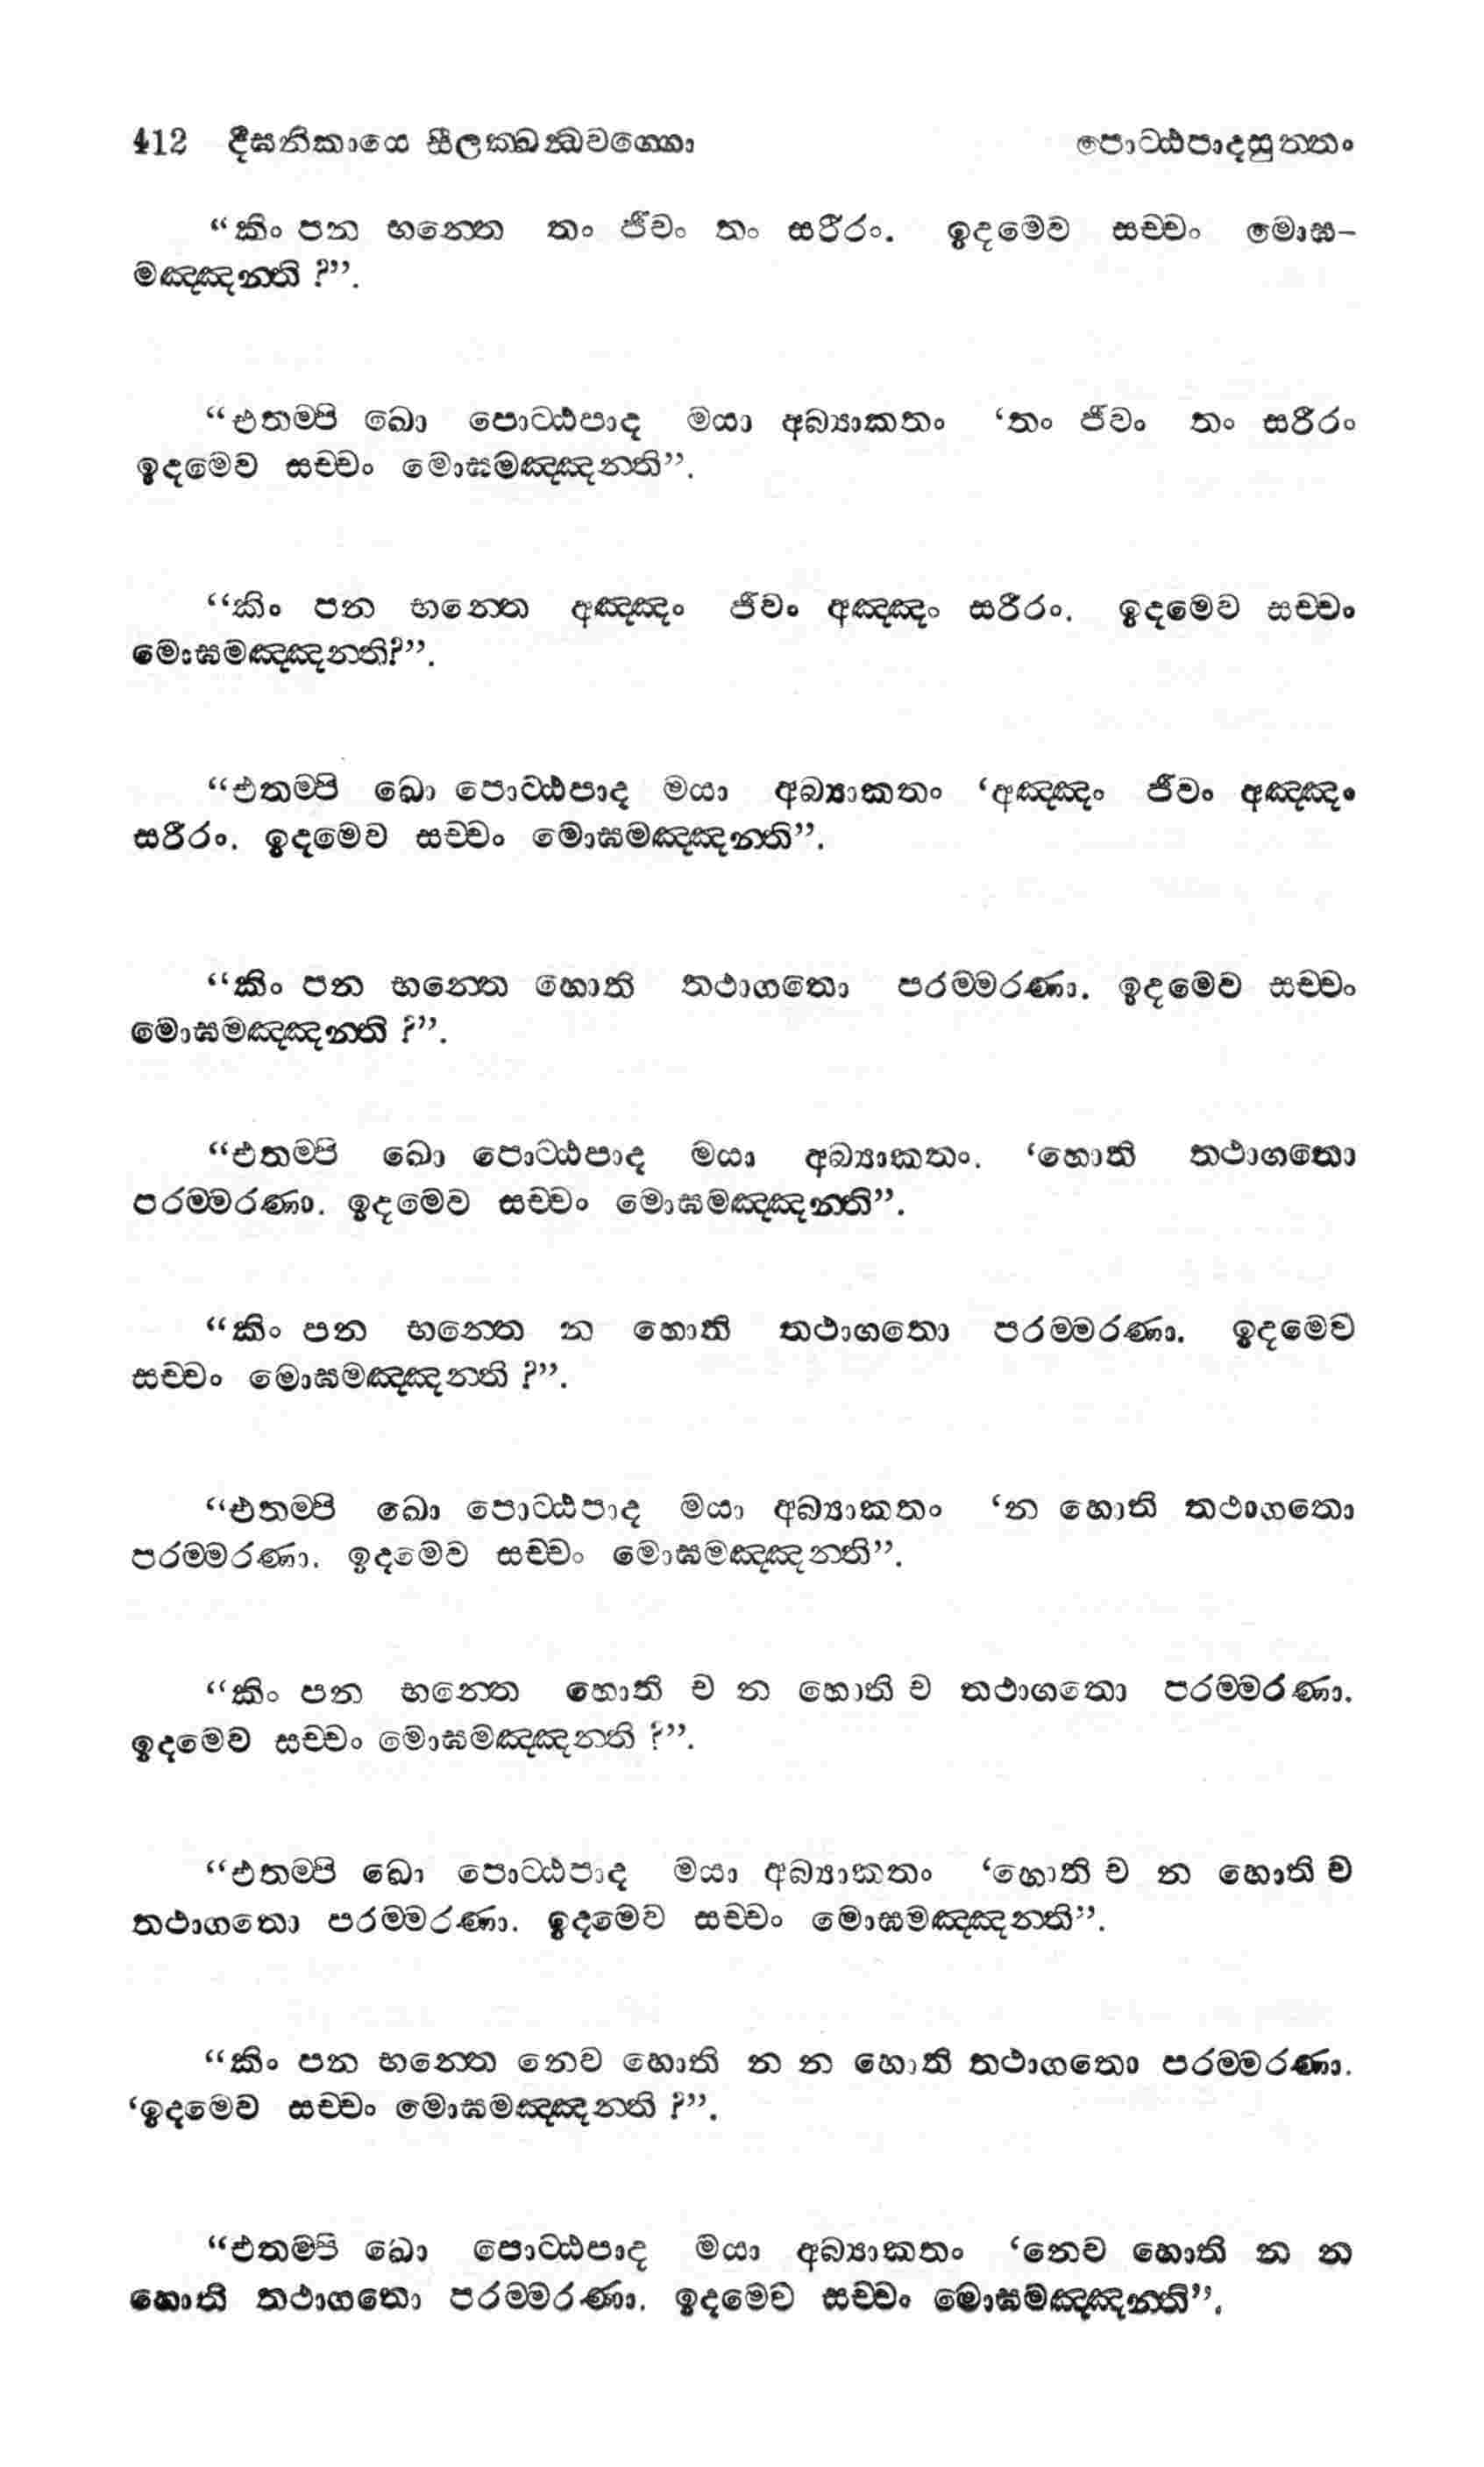 412 දීඝනිකායෙ සීලක්ඛන්ධවග්ගො පොට්ඨපාදසුත්තං
“කිං පන භන්තෙ තං ජීවං තං සරීරං. ඉදමෙව සච්චං මොඝ-
මඤ්ඤන්ති ?”.
“එතම්පි ඛො පොට්ඨපාද මයා අබ්‍යාකතං ‘තං ජීවං තං සරීරං
ඉදමෙව සච්චං මොඝමඤ්ඤන්ති”.
“කිං පන භන්තෙ අඤ්ඤං ජීවං අඤ්ඤං සරීරං. ඉදමෙව සච්චං
මොඝමඤ්ඤන්ති?”.
“එතම්පි ඛො පොට්ඨපාද මයා අබ්‍යාකතං ‘අඤ්ඤං ජීවං අඤ්ඤං
සරීරං. ඉදමෙව සච්චං මොඝමඤ්ඤන්ති”.
“කිං පන භන්තෙ හොති තථාගතො පරම්මරණා. ඉදමෙව සච්චං
මොඝමඤ්ඤන්ති ?”.
“එතම්පි ඛො පොට්ඨපාද මයා අබ්‍යාකතං. ‘හොති තථාගතො
පරම්මරණා. ඉදමෙව සච්චං මොඝමඤ්ඤන්ති”.
“කිං පන භන්තෙ න හොති තථාගතො පරම්මරණා. ඉදමෙව
සච්චං මොඝමඤ්ඤන්ති ?”.
“එතම්පි ඛො පොට්ඨපාද මයා අබ්‍යාකතං ‘න හොති තථාගතො
පරම්මරණා. ඉදමෙව සච්චං මොඝමඤ්ඤන්ති”.
“කිං පන භන්තෙ හොති ච න හොති ච තථාගතො පරම්මරණා.
ඉදමෙව සච්චං මොඝමඤ්ඤන්ති ?”.
“එතම්පි ඛො පොට්ඨපාද මයා අබ්‍යාකතං ‘හොති ච න හොති ච
තථාගතො පරම්මරණා. ඉදමෙව සච්චං මොඝමඤ්ඤන්ති”.
“කිං පන භන්තෙ නෙව හොති න න හොති තථාගතො පරම්මරණා.
‘ඉදමෙව සච්චං මොඝමඤ්ඤන්ති ?”.
“එතම්පි ඛො පොට්ඨපාද මයා අබ්‍යාකතං ‘නෙව හොති න න
හොති තථාගතො පරම්මරණා. ඉදමෙව සච්චං මොඝමඤ්ඤන්ති”.